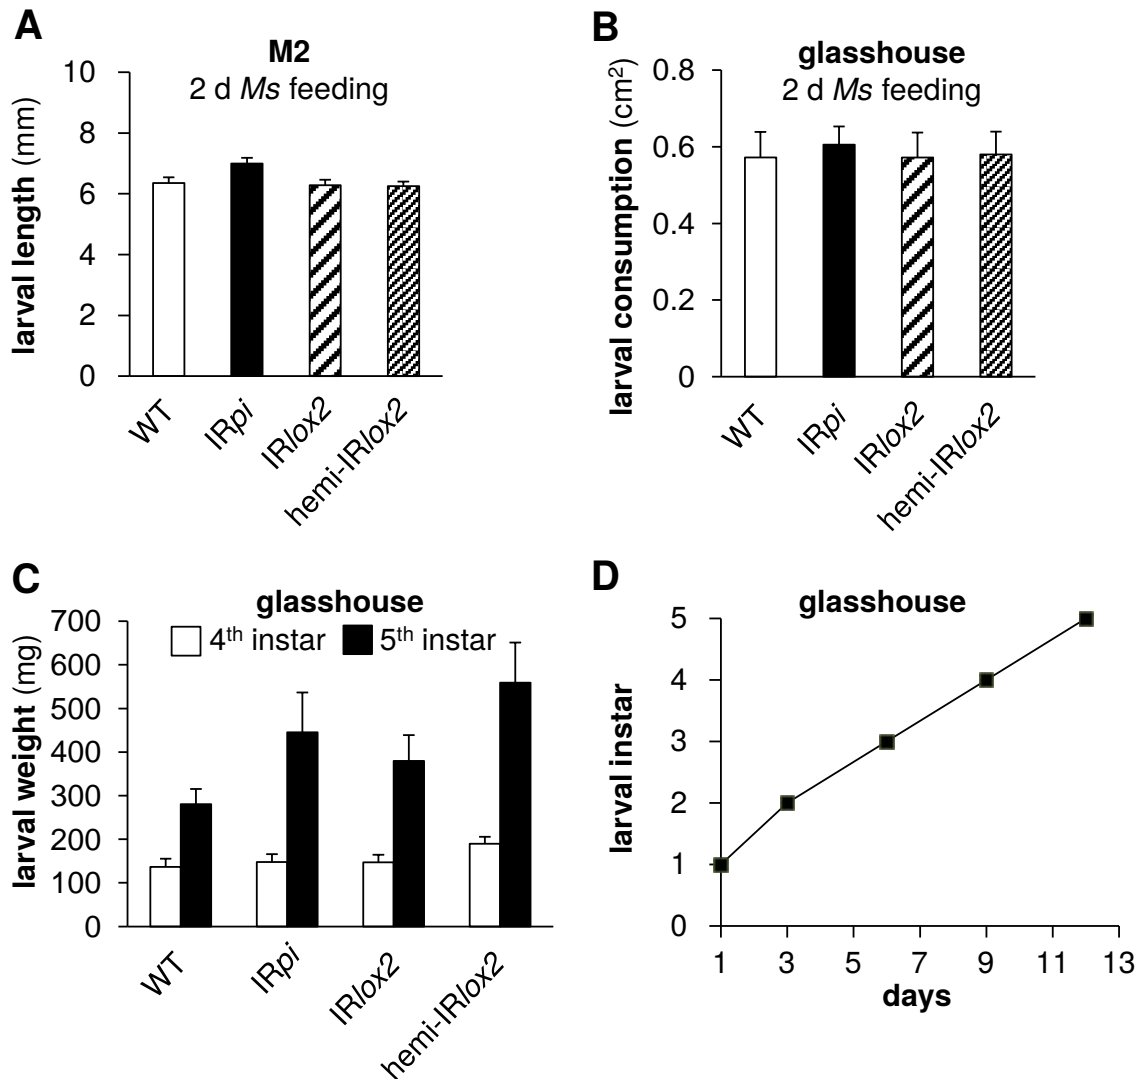 A
M2
2 d Ms feeding
larval length (mm)
10
8
6
4
2
0
WT
IRpi
IRlox2
hemi-IRlox2
B
glasshouse
2 d Ms feeding
larval consumption (cm²)
0.8
0.6
0.4
0.2
0
WT
IRpi
IRlox2
hemi-IRlox2
C
glasshouse
4th instar 5th instar
larval weight (mg)
700
600
500
400
300
200
100
0
WT
IRpi
IRlox2
hemi-IRlox2
D
glasshouse
larval instar
5
4
3
2
1
0
1 3 5 7 9 11 13
days